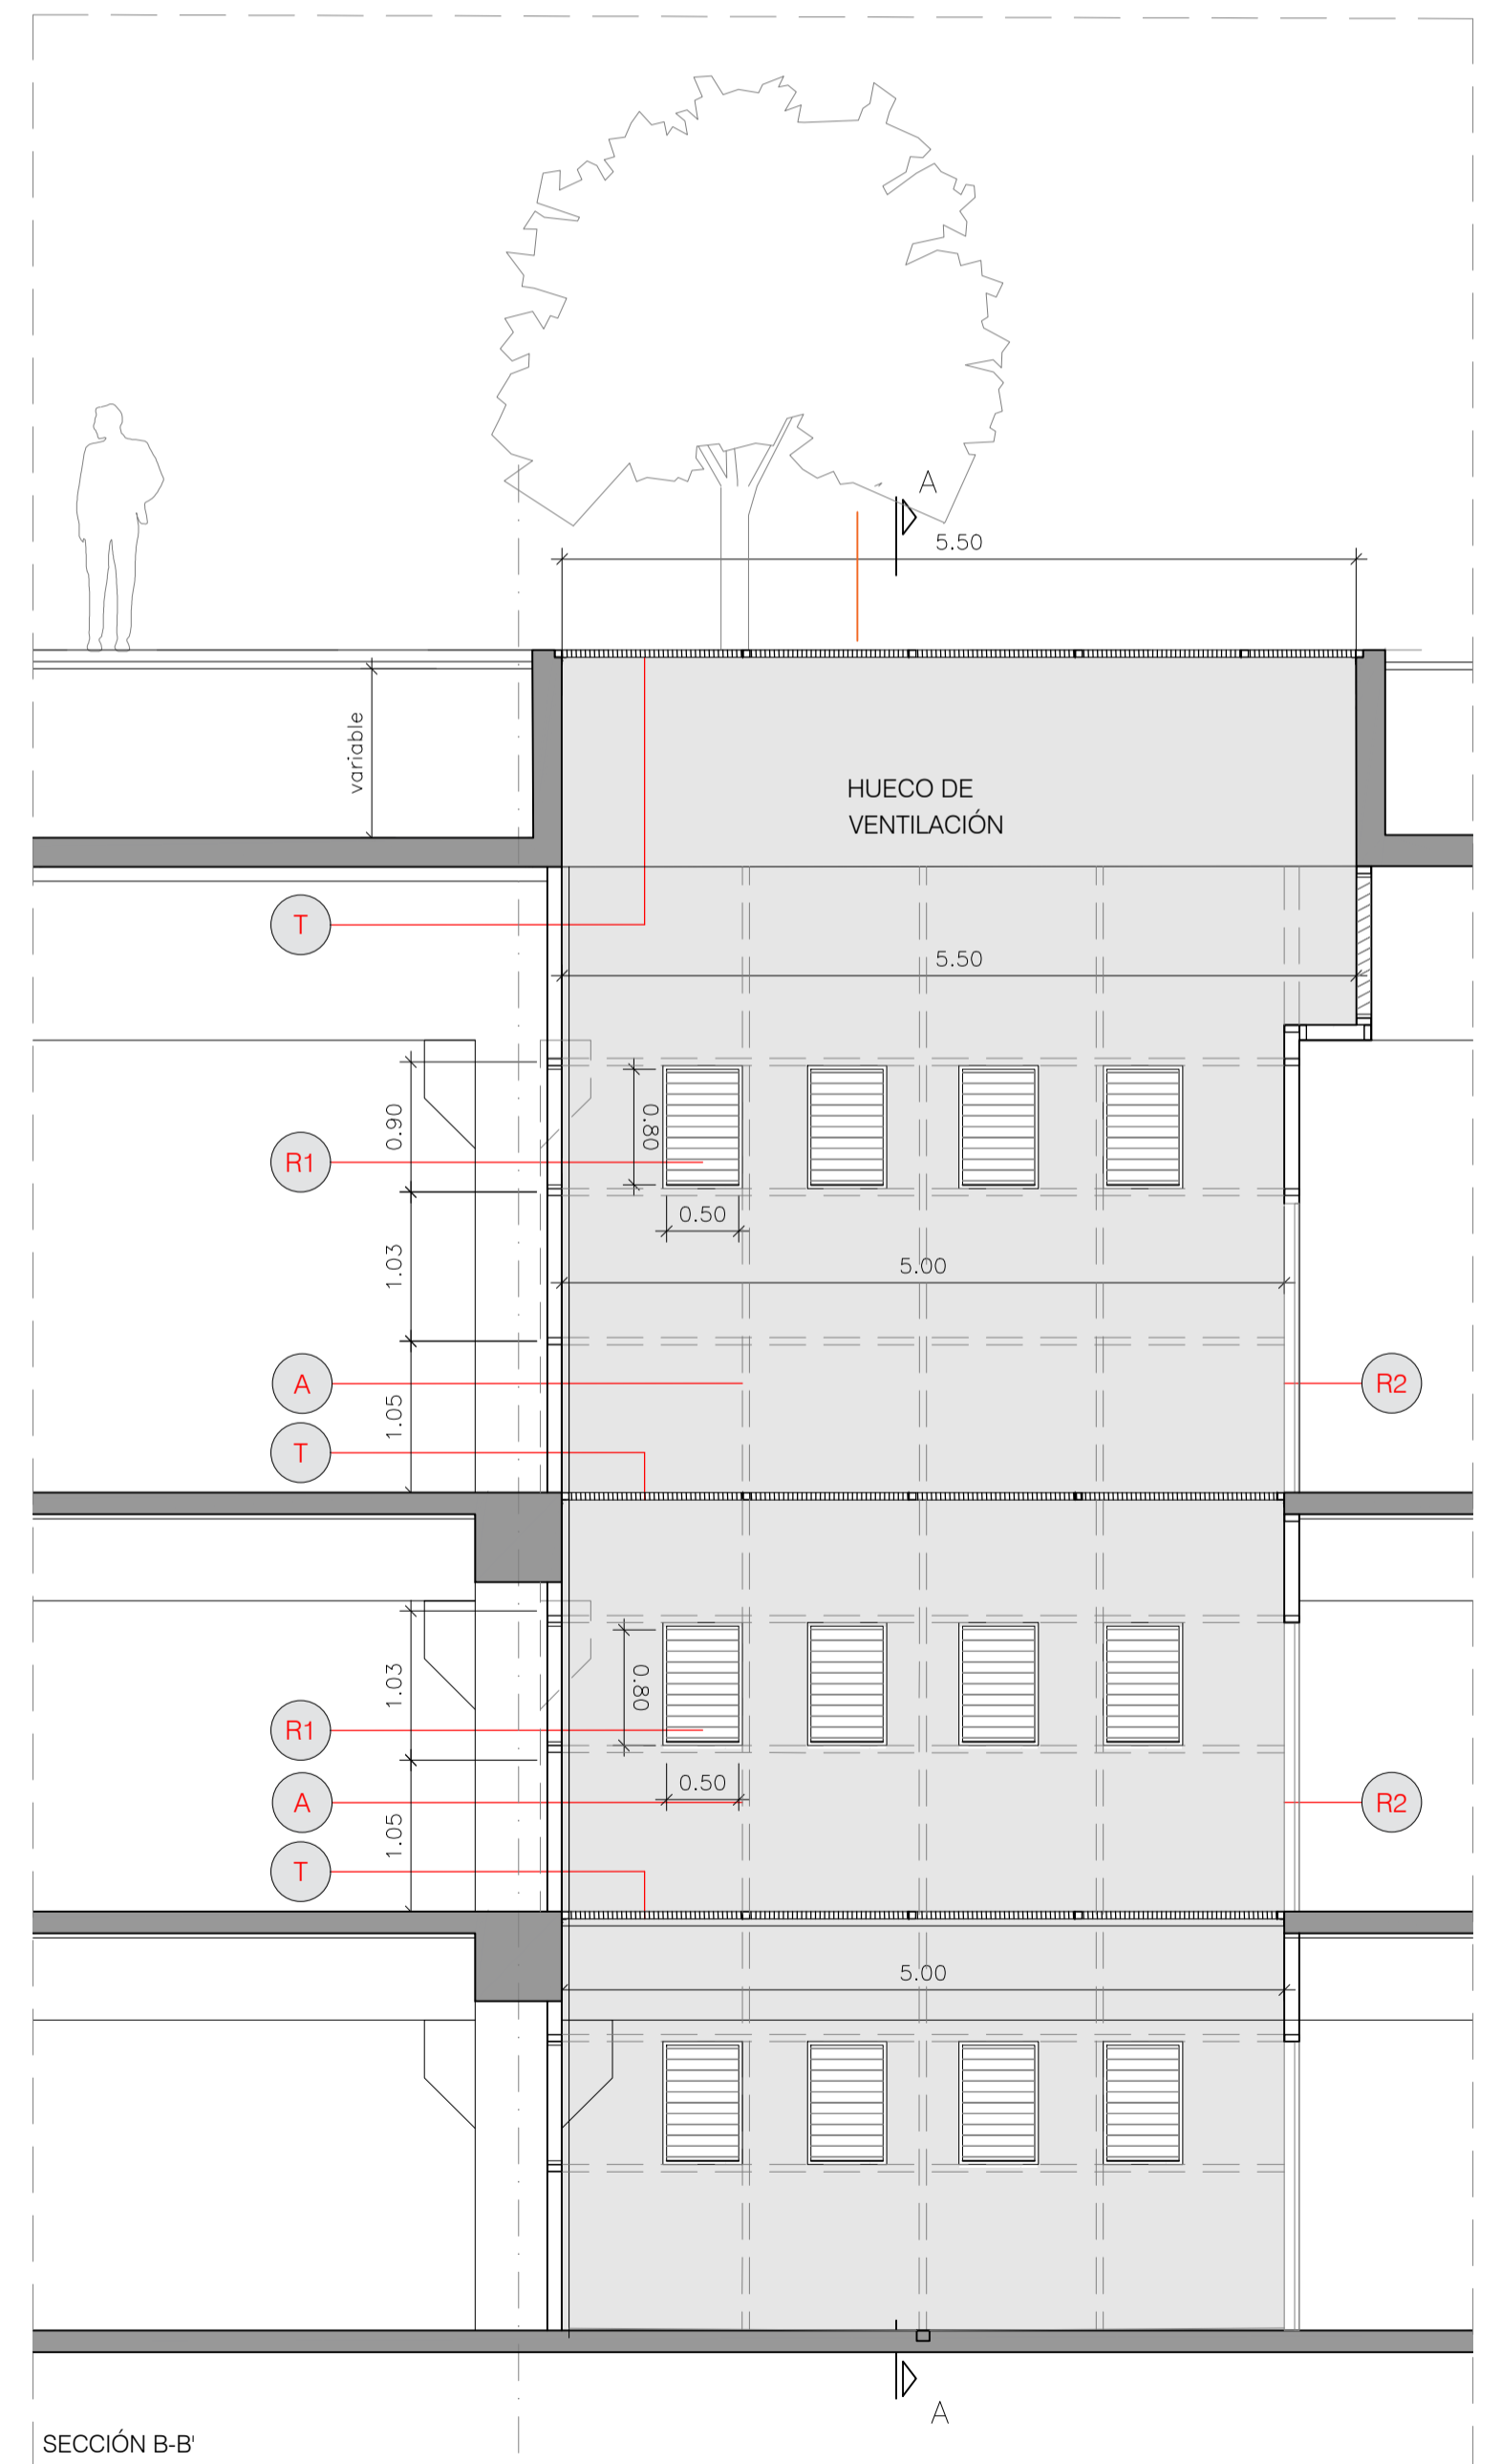 A
5.50
variable
HUECO DE
VENTILACIÓN
T
5.50
0.90
0.80
R1
0.50
1.03
5.00
A
R2
1.05
T
1.03
0.80
R1
0.50
A
R2
1.05
T
5.00
A
SECCIÓN B-B'